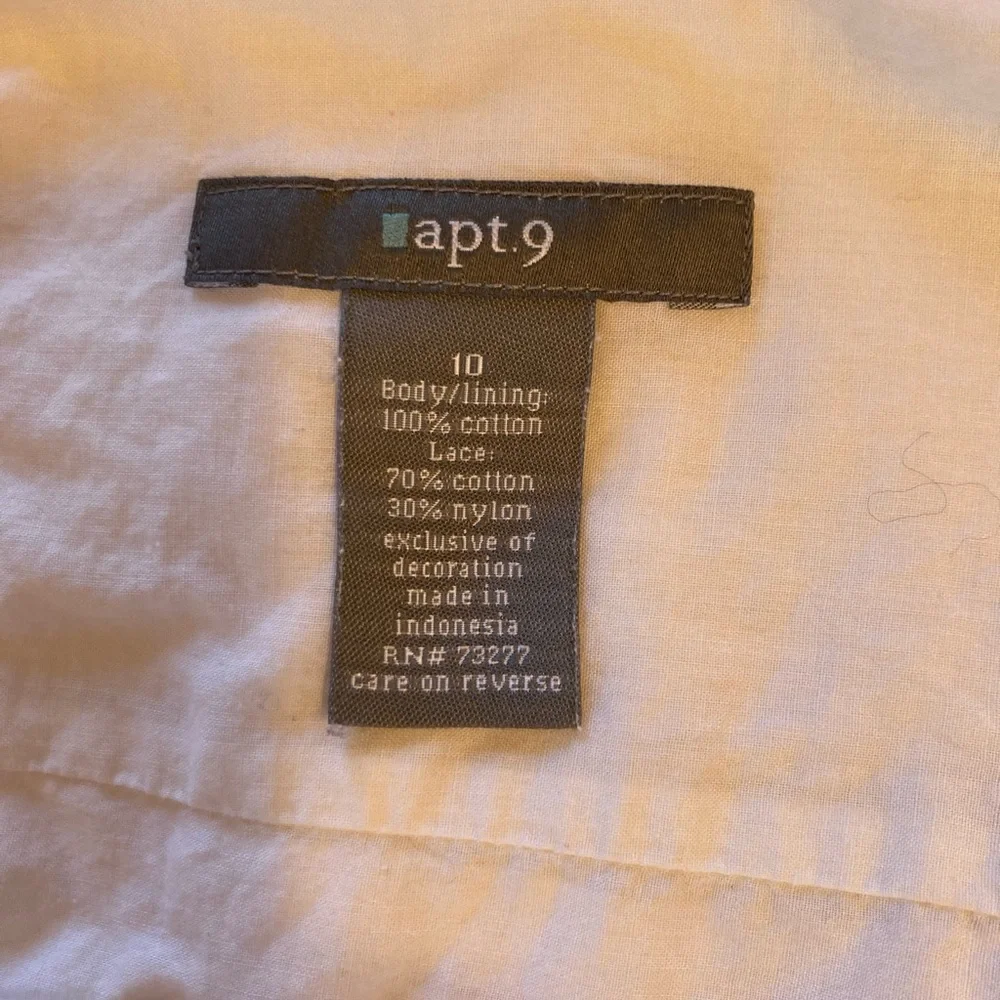 apt.9
10
Body/lining:
100% cotton
Lace:
70% cotton
30% nylon
exclusive of
decoration
made in
indonesia
RN# 73277
care on reverse